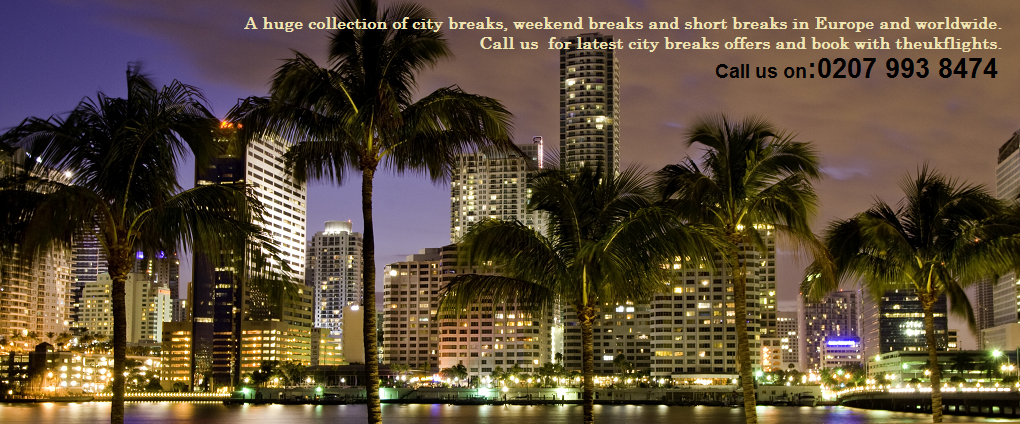 A huge collection of city breaks, weekend breaks and short breaks in Europe and worldwide.
Call us  for latest city breaks offers and book with theukflights.
Call us on:0207 993 8474